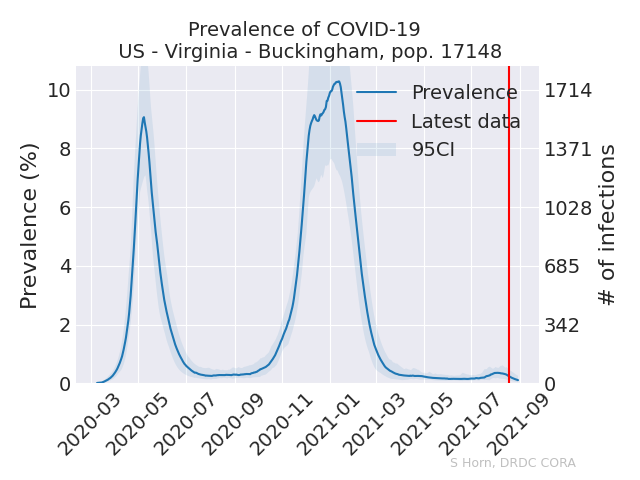 Prevalence of COVID-19
US - Virginia - Buckingham, pop. 17148
Prevalence (%)
10
8
6
4
2
0
1714
1371
1028
685
342
0
# of infections
Prevalence
Latest data
95CI
2020-03
2020-05
2020-07
2020-09
2020-11
2021-01
2021-03
2021-05
2021-07
2021-09
S Horn, DRDC CORA